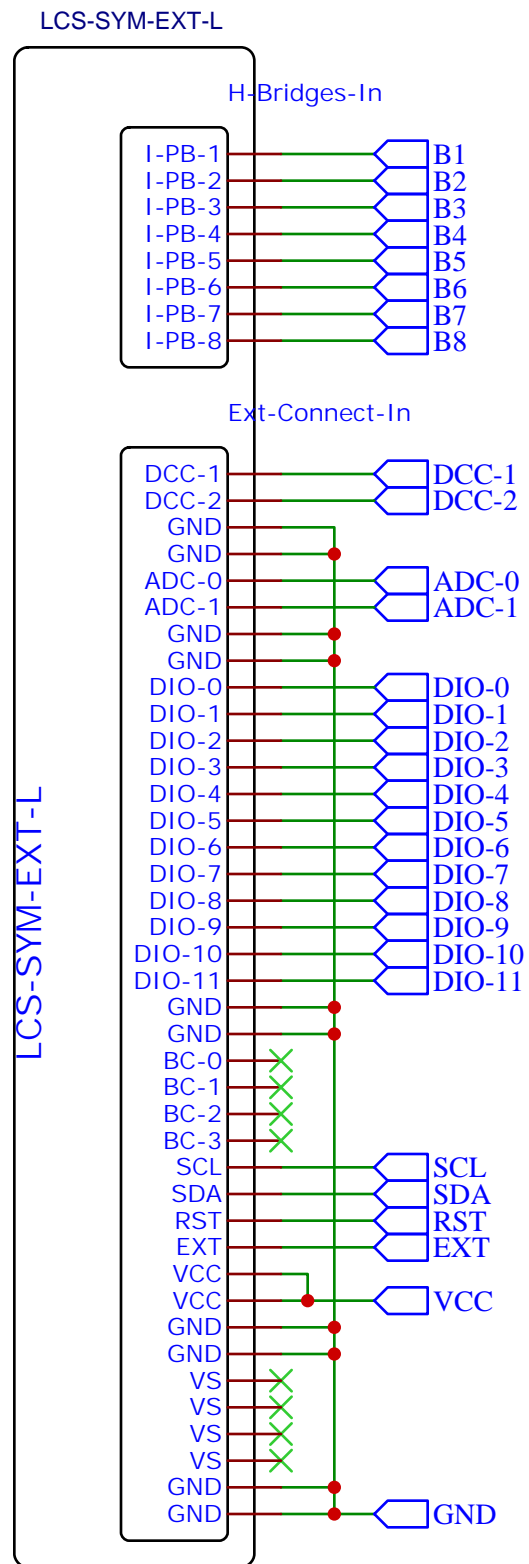 LCS-SYM-EXT-L
H-Bridges-In
I-PB-1 B1
I-PB-2 B2
I-PB-3 B3
I-PB-4 B4
I-PB-5 B5
I-PB-6 B6
I-PB-7 B7
I-PB-8 B8
Ext-Connect-In
DCC-1 DCC-1
DCC-2 DCC-2
GND
GND
ADC-0 ADC-0
ADC-1 ADC-1
GND
GND
DIO-0 DIO-0
DIO-1 DIO-1
DIO-2 DIO-2
DIO-3 DIO-3
DIO-4 DIO-4
DIO-5 DIO-5
DIO-6 DIO-6
DIO-7 DIO-7
DIO-8 DIO-8
DIO-9 DIO-9
DIO-10 DIO-10
DIO-11 DIO-11
GND
GND
BC-0
BC-1
BC-2
BC-3
SCL SCL
SDA SDA
RST RST
EXT EXT
VCC
VCC VCC
GND
GND
VS
VS
VS
VS
GND
GND GND
LCS-SYM-EXT-L